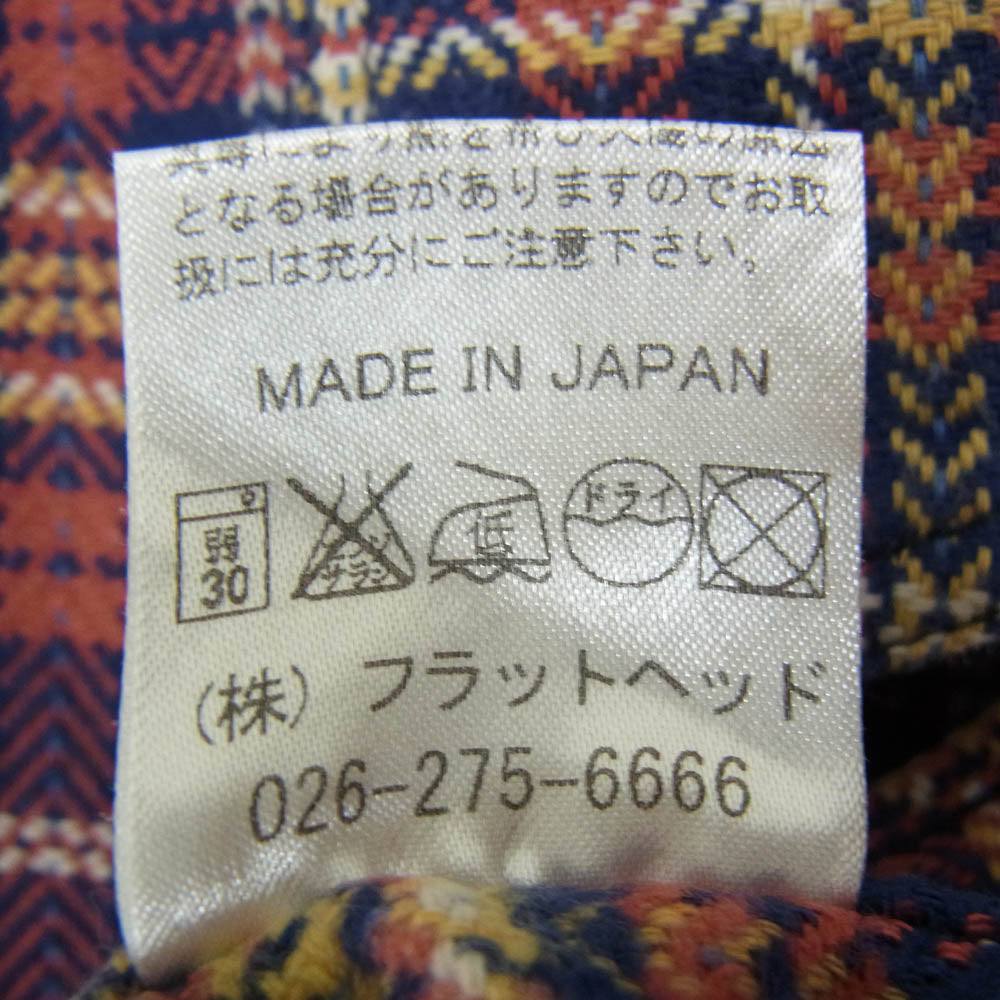 となる場合がありますのでお取
扱には充分にご注意下さい。
MADE IN JAPAN
弱
30
低
ドライ
(株) フラットヘッド
026-275-6666